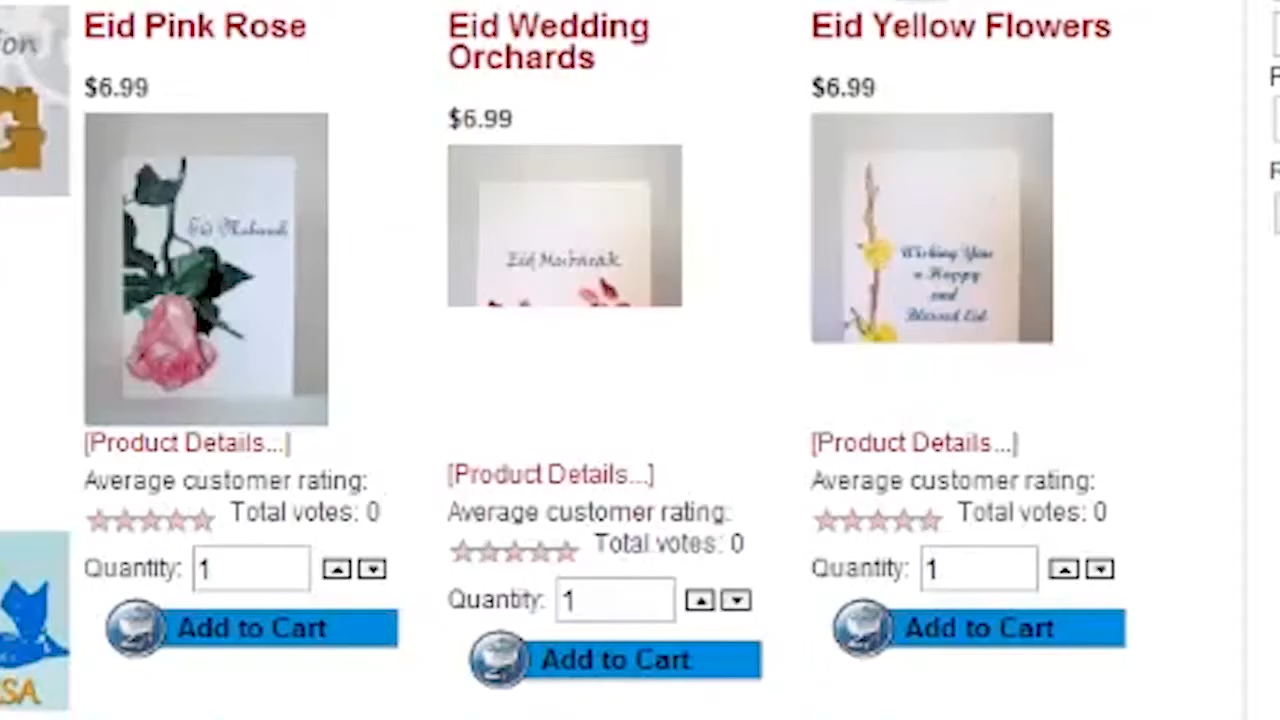 Eid Pink Rose
$6.99
Eid Mubarak
[Product Details...]
Average customer rating:
Total votes: 0
Quantity: 1
Add to Cart
Eid Wedding
Orchards
$6.99
Eid Mubarak
[Product Details...]
Average customer rating:
Total votes: 0
Quantity: 1
Add to Cart
Eid Yellow Flowers
$6.99
Wishing You
a Happy
and
Blessed Eid
[Product Details...]
Average customer rating:
Total votes: 0
Quantity: 1
Add to Cart
SA